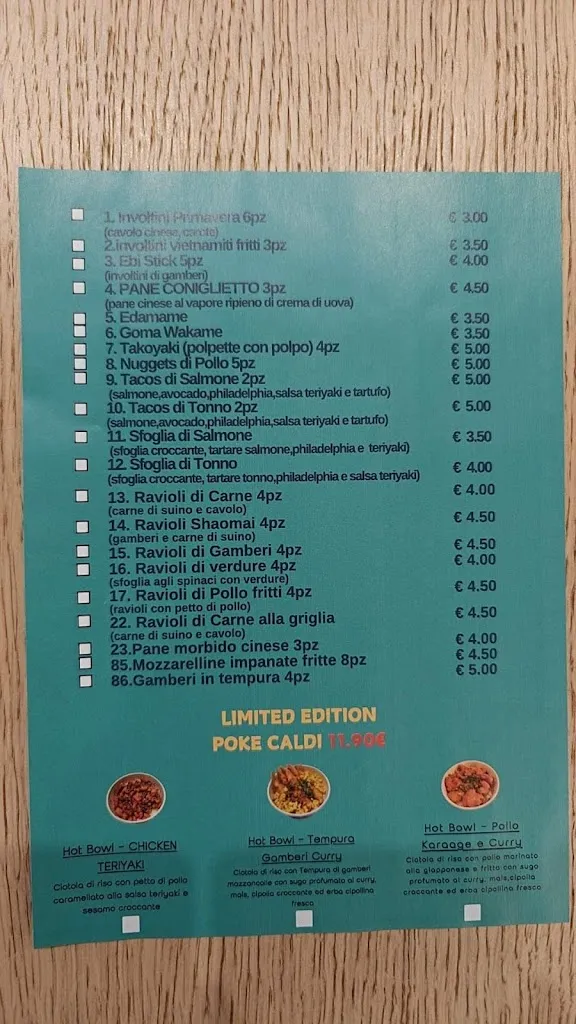 1. Involtini Primavera 6pz € 3.00
(cavolo cinese, carote)
2.involtini vietnamiti fritti 3pz € 3.50
3. Ebi Stick 5pz € 4.00
(involtini di gamberi)
4. PANE CONIGLIETTO 3pz € 4.50
(pane cinese al vapore ripieno di crema di uova)
5. Edamame € 3.50
6. Goma Wakame € 3.50
7. Takoyaki (polpette con polpo) 4pz € 5.00
8. Nuggets di Pollo 5pz € 5.00
9. Tacos di Salmone 2pz € 5.00
(salmone,avocado,philadelphia,salsa teriyaki e tartufo)
10. Tacos di Tonno 2pz € 5.00
(salmone,avocado,philadelphia,salsa teriyaki e tartufo)
11. Sfoglia di Salmone € 3.50
(sfoglia croccante, tartare salmone,philadelphia e teriyaki)
12. Sfoglia di Tonno € 4.00
(sfoglia croccante, tartare tonno,philadelphia e salsa teriyaki)
13. Ravioli di Carne 4pz € 4.00
(carne di suino e cavolo)
14. Ravioli Shaomai 4pz € 4.50
(gamberi e carne di suino)
15. Ravioli di Gamberi 4pz € 4.50
16. Ravioli di verdure 4pz € 4.00
(sfoglia agli spinaci con verdure)
17. Ravioli di Pollo fritti 4pz € 4.50
(ravioli con petto di pollo)
22. Ravioli di Carne alla griglia € 4.50
(carne di suino e cavolo)
23.Pane morbido cinese 3pz € 4.00
85.Mozzarelline impanate fritte 8pz € 4.50
86.Gamberi in tempura 4pz € 5.00
LIMITED EDITION
POKE CALDI 11.90€
Hot Bowl - CHICKEN
TERIYAKI
Ciotola di riso con petto di pollo
caramellato alla salsa teriyaki e
sesamo croccante
Hot Bowl - Tempura
Gamberi Curry
Ciotola di riso con Tempura di gamberi
mazzancolle con sugo profumato al curry,
mais, cipolla croccante ed erba cipollina
fresca
Hot Bowl - Pollo
Karaage e Curry
Ciotola di riso con pollo marinato
alla giapponese e fritto con sugo
profumato al curry, mais,cipolla
croccante ed erba cipollina fresca